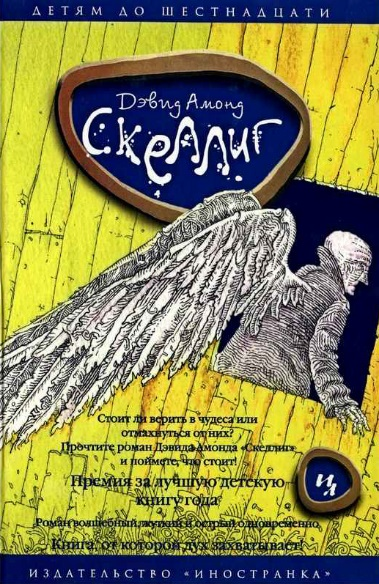 ДЕТЯМ ДО ШЕСТНАДЦАТИ
Дэвид Амонд
Скеллиг
Стоит ли верить в чудеса или
отмахнуться от них?
Прочтите роман Дэвида Амонда «Скеллиг»
и поймете, что стоит!
Премия за лучшую детскую
книгу года
Роман волшебный, жуткий и острый одновременно
Книга, от которой дух захватывает!
ИЛ
ИЗДАТЕЛЬСТВО «ИНОСТРАНКА»